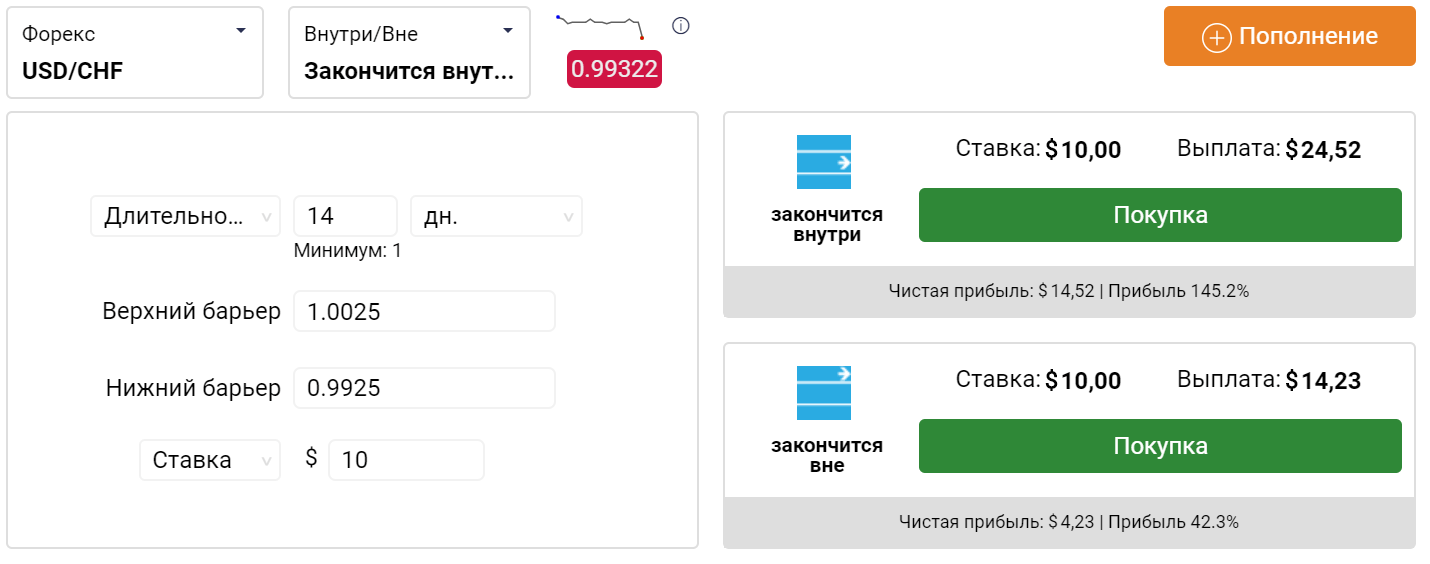 Форекс
USD/CHF
Внутри/Вне
Закончится внут...
0.99322
Пополнение
Длительно...
14
дн.
Минимум: 1
Верхний барьер
1.0025
Нижний барьер
0.9925
Ставка
$
10
Ставка: $10,00
Выплата: $24,52
закончится
внутри
Покупка
Чистая прибыль: $14,52 | Прибыль 145.2%
Ставка: $10,00
Выплата: $14,23
закончится
вне
Покупка
Чистая прибыль: $4,23 | Прибыль 42.3%